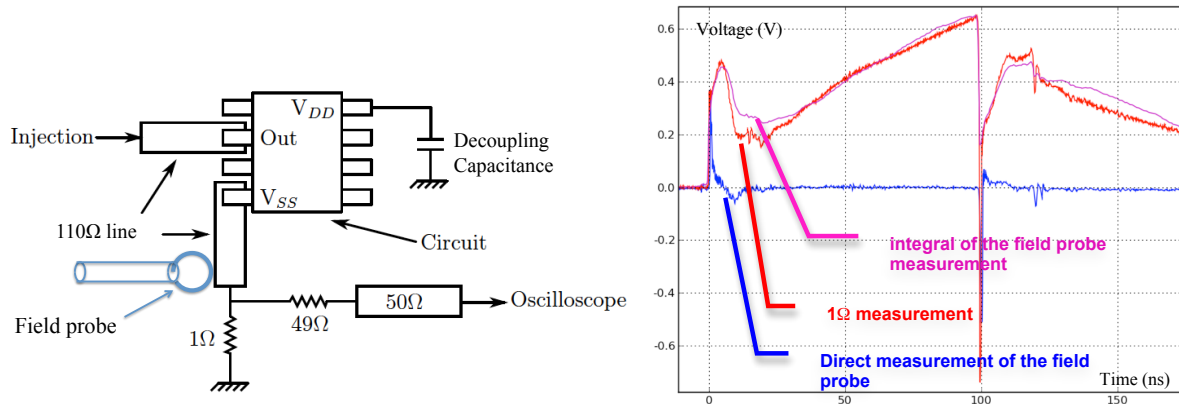 Injection
V_DD
Out
V_SS
Decoupling
Capacitance
110Ω line
Circuit
Field probe
1Ω
49Ω
50Ω
Oscilloscope
Voltage (V)
0.6
0.4
0.2
0.0
-0.2
-0.4
-0.6
integral of the field probe
measurement
1Ω measurement
Direct measurement of the field
probe
Time (ns)
0
50
100
150